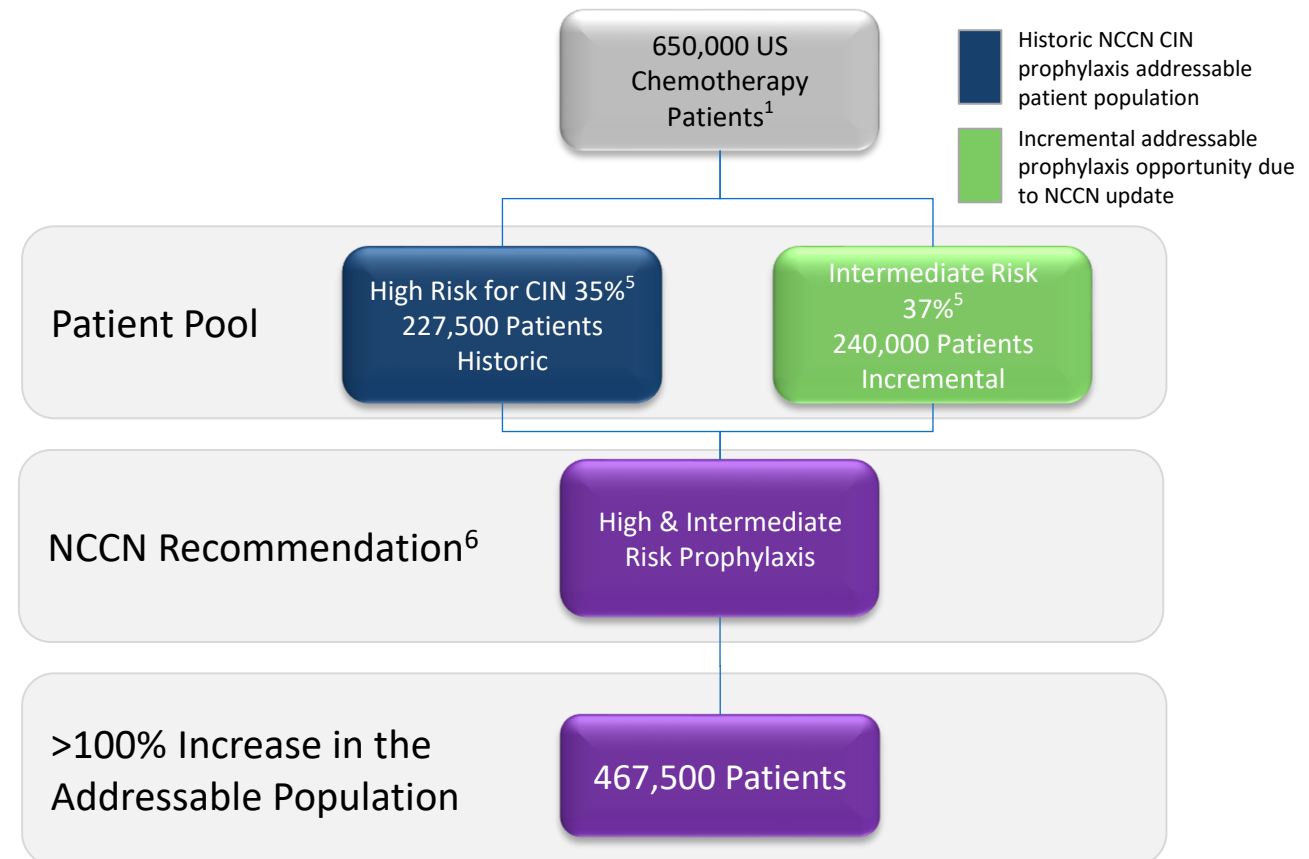 650,000 US
Chemotherapy
Patients1
Historic NCCN CIN
prophylaxis addressable
patient population
Incremental addressable
prophylaxis opportunity due
to NCCN update
Patient Pool
High Risk for CIN 35%5
227,500 Patients
Historic
Intermediate Risk
37%5
240,000 Patients
Incremental
NCCN Recommendation6
High & Intermediate
Risk Prophylaxis
>100% Increase in the
Addressable Population
467,500 Patients